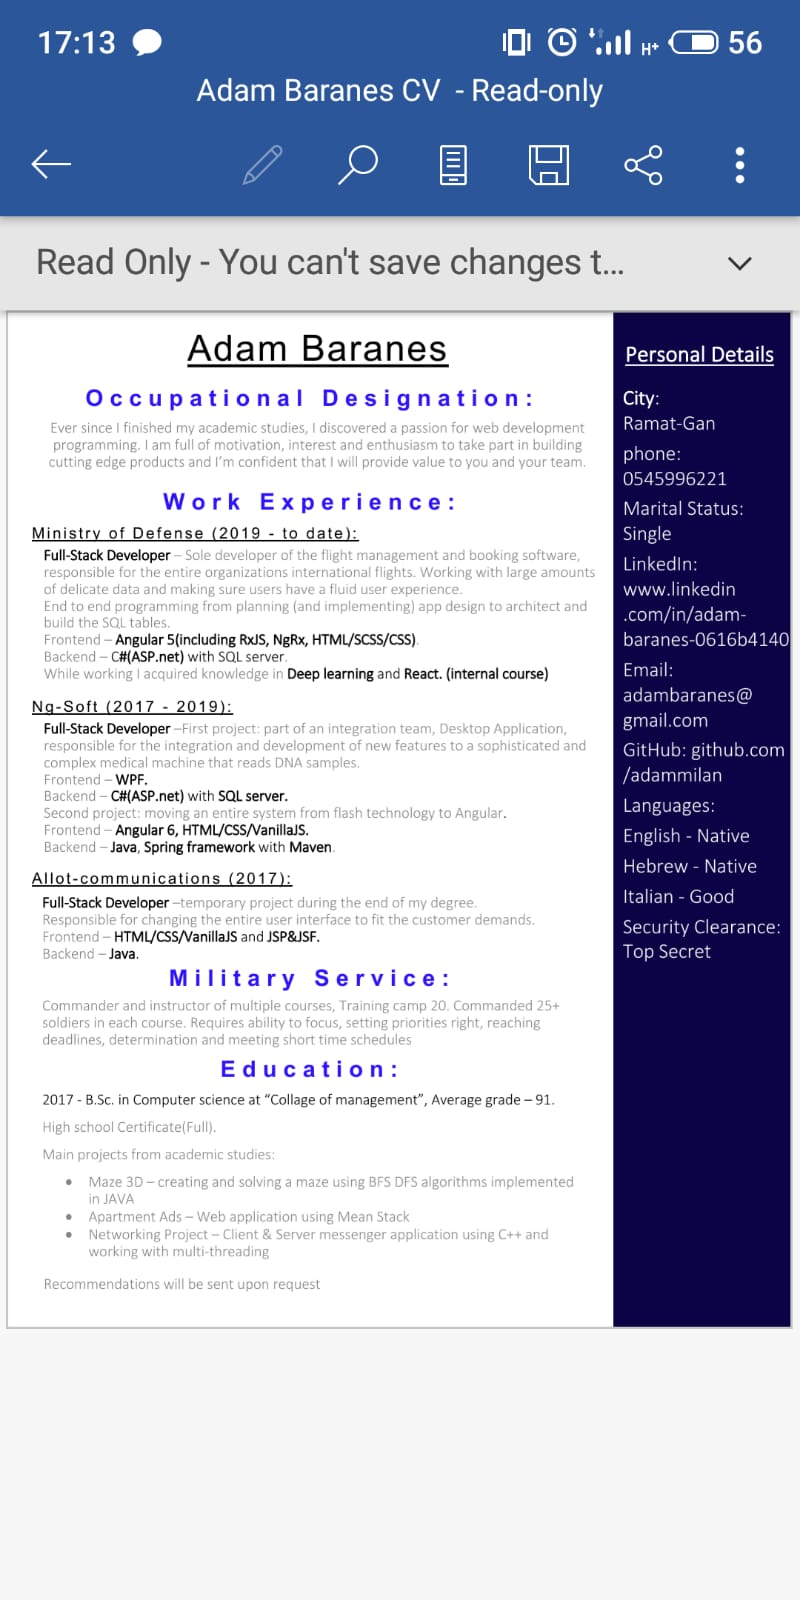 17:13
H+
56
Adam Baranes CV - Read-only
Read Only - You can't save changes t...
Adam Baranes
Occupational Designation:
Ever since I finished my academic studies, I discovered a passion for web development
programming. I am full of motivation, interest and enthusiasm to take part in building
cutting edge products and I'm confident that I will provide value to you and your team.
Work Experience:
Ministry of Defense (2019 - to date):
Full-Stack Developer – Sole developer of the flight management and booking software,
responsible for the entire organizations international flights. Working with large amounts
of delicate data and making sure users have a fluid user experience.
End to end programming from planning (and implementing) app design to architect and
build the SQL tables.
Frontend – Angular 5(including RxJS, NgRx, HTML/SCSS/CSS).
Backend – C#(ASP.net) with SQL server.
While working I acquired knowledge in Deep learning and React. (internal course)
Ng-Soft (2017 - 2019):
Full-Stack Developer –First project: part of an integration team, Desktop Application,
responsible for the integration and development of new features to a sophisticated and
complex medical machine that reads DNA samples.
Frontend – WPF.
Backend – C#(ASP.net) with SQL server.
Second project: moving an entire system from flash technology to Angular.
Frontend – Angular 6, HTML/CSS/VanillaJS.
Backend – Java, Spring framework with Maven.
Allot-communications (2017):
Full-Stack Developer –temporary project during the end of my degree.
Responsible for changing the entire user interface to fit the customer demands.
Frontend – HTML/CSS/VanillaJS and JSP&JSF.
Backend – Java.
Military Service:
Commander and instructor of multiple courses, Training camp 20. Commanded 25+
soldiers in each course. Requires ability to focus, setting priorities right, reaching
deadlines, determination and meeting short time schedules
Education:
2017 - B.Sc. in Computer science at “Collage of management”, Average grade – 91.
High school Certificate(Full).
Main projects from academic studies:
• Maze 3D – creating and solving a maze using BFS DFS algorithms implemented
in JAVA
• Apartment Ads – Web application using Mean Stack
• Networking Project – Client & Server messenger application using C++ and
working with multi-threading
Recommendations will be sent upon request
Personal Details
City:
Ramat-Gan
phone:
0545996221
Marital Status:
Single
LinkedIn:
www.linkedin
.com/in/adam-
baranes-0616b4140
Email:
adambaranes@
gmail.com
GitHub: github.com
/adammilan
Languages:
English - Native
Hebrew - Native
Italian - Good
Security Clearance:
Top Secret